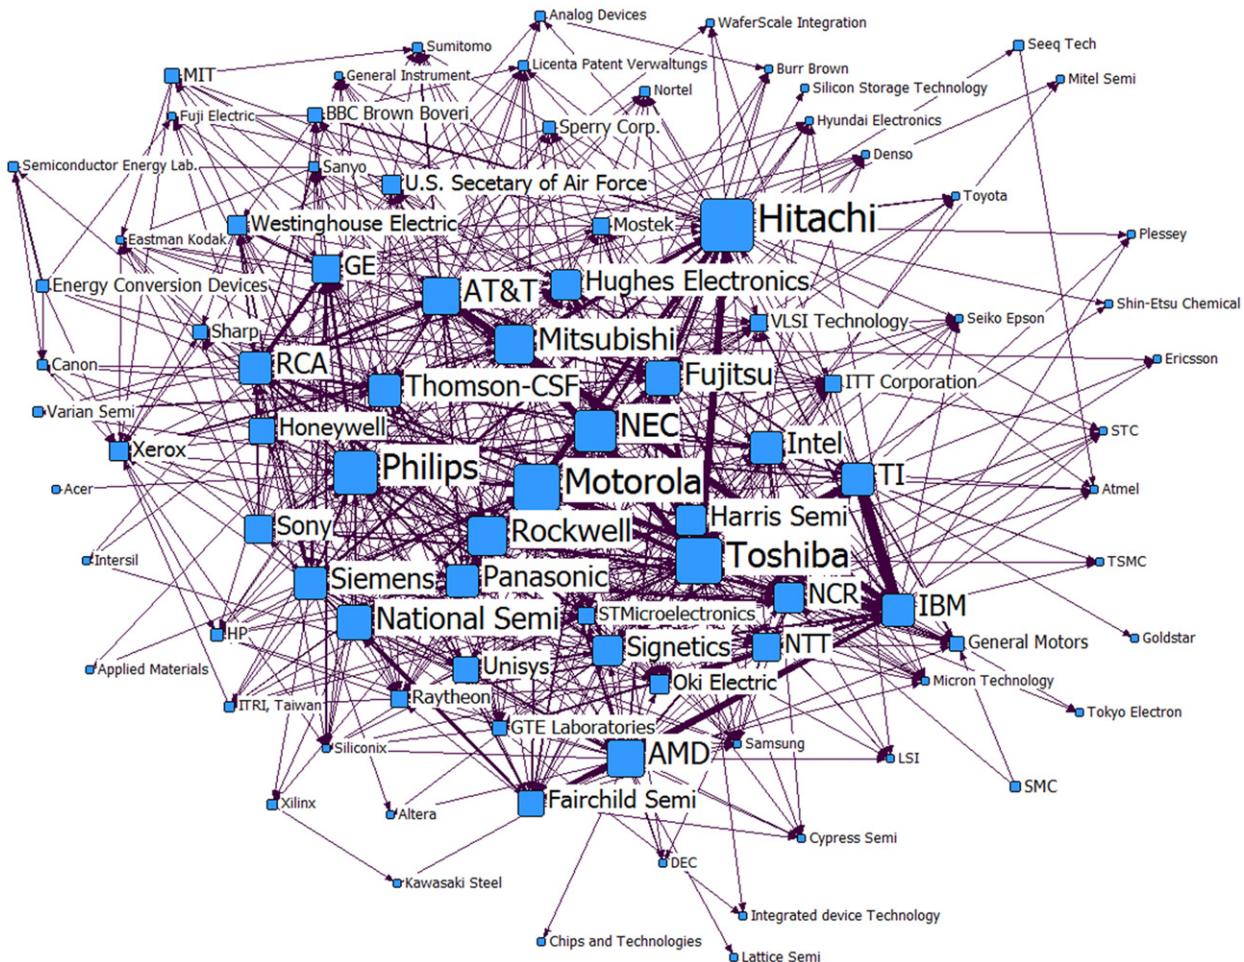 Analog Devices
WaferScale Integration
Sumitomo
Seeq Tech
Licenta Patent Verwaltungs
Burr Brown
MIT
General Instrument
Mitel Semi
Nortel
Silicon Storage Technology
Fuji Electric
BBC Brown Boveri
Sperry Corp.
Hyundai Electronics
Semiconductor Energy Lab.
Sanyo
Denso
U.S. Secetary of Air Force
Toyota
Westinghouse Electric
Mostek
Hitachi
Eastman Kodak
Plessey
GE
Energy Conversion Devices
AT&T
Hughes Electronics
Shin-Etsu Chemical
Sharp
VLSI Technology
Seiko Epson
Mitsubishi
Canon
RCA
Ericsson
Thomson-CSF
Fujitsu
ITT Corporation
Varian Semi
Honeywell
NEC
STC
Xerox
Intel
Philips
Motorola
TI
Acer
Atmel
Sony
Rockwell
Harris Semi
Intersil
Toshiba
TSMC
Siemens
Panasonic
NCR
IBM
National Semi
STMicroelectronics
HP
Signetics
NTT
General Motors
Goldstar
Applied Materials
Unisys
Oki Electric
Micron Technology
ITRI, Taiwan
Raytheon
Tokyo Electron
GTE Laboratories
Siliconix
AMD
Samsung
LSI
SMC
Xilinx
Altera
Fairchild Semi
Cypress Semi
DEC
Kawasaki Steel
Integrated device Technology
Chips and Technologies
Lattice Semi